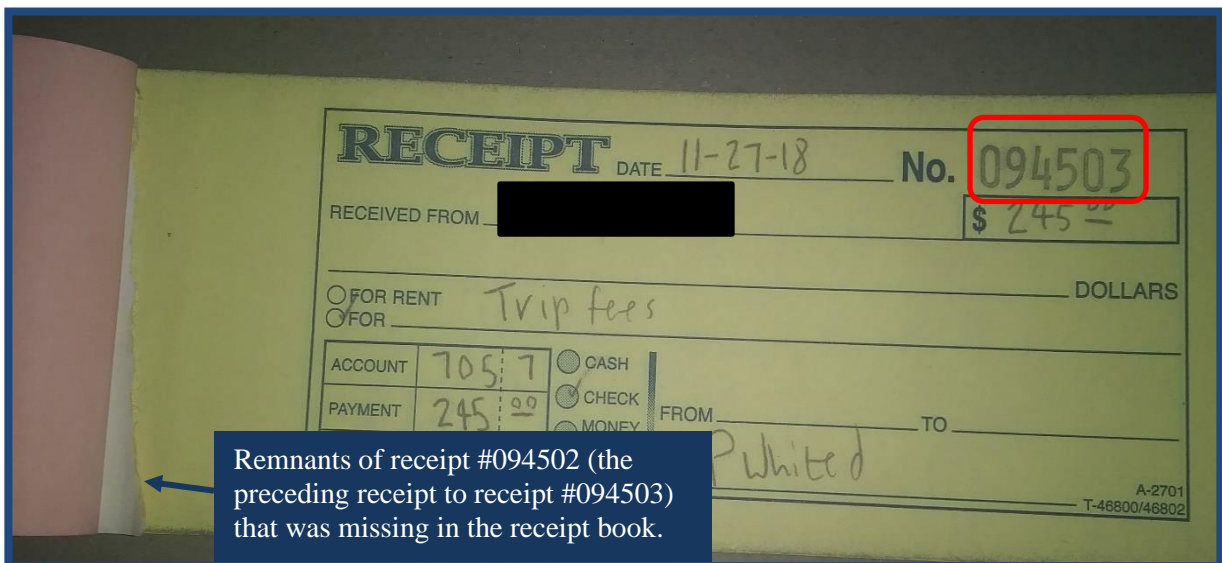 RECEIPT DATE 11-27-18 No. 094503
RECEIVED FROM $ 245 00
DOLLARS
FOR RENT Trip fees
FOR
ACCOUNT 705 7 CASH
PAYMENT 245 00 CHECK
MONEY FROM TO
P Whited
A-2701
T-46800/46802
Remnants of receipt #094502 (the
preceding receipt to receipt #094503)
that was missing in the receipt book.